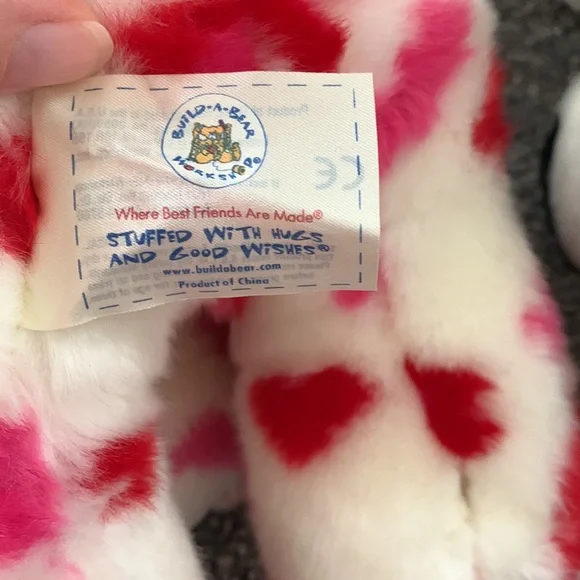 BUILD-A-BEAR
WORKSHOP®
Where Best Friends Are Made®
STUFFED WITH HUGS
AND GOOD WISHES®
www.buildabear.com
Product of China